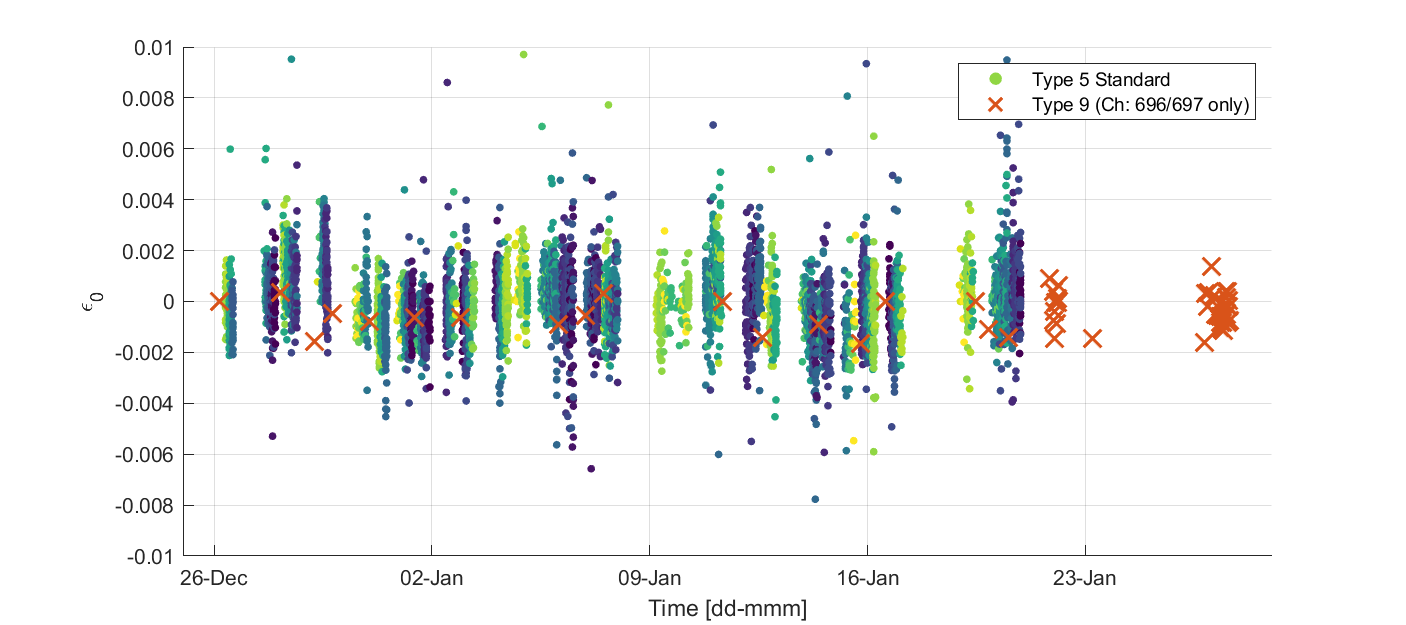 0.01
0.008
0.006
0.004
0.002
0
-0.002
-0.004
-0.006
-0.008
-0.01
ϵ0
Type 5 Standard
Type 9 (Ch: 696/697 only)
26-Dec 02-Jan 09-Jan 16-Jan 23-Jan
Time [dd-mmm]